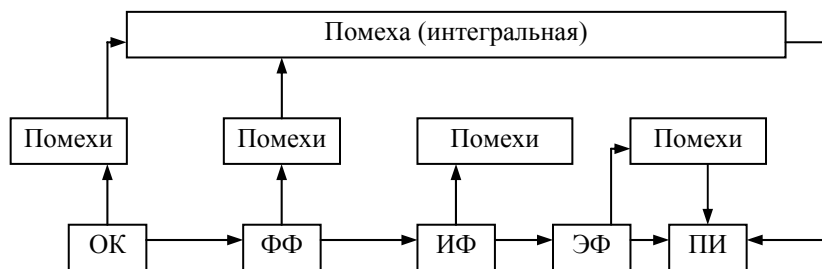 Помеха (интегральная)
Помехи Помехи Помехи Помехи
ОК ФФ ИФ ЭФ ПИ